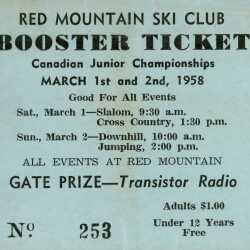 RED MOUNTAIN SKI CLUB
BOOSTER TICKET
Canadian Junior Championships
MARCH 1st and 2nd, 1958
Good For All Events
Sat., March 1—Slalom, 9:30 a.m.
Cross Country, 1:30 p.m.
Sun., March 2—Downhill, 10:00 a.m.
Jumping, 2:00 p.m.
ALL EVENTS AT RED MOUNTAIN
GATE PRIZE—Transistor Radio
Adults $1.00
Nº 253
Under 12 Years
Free